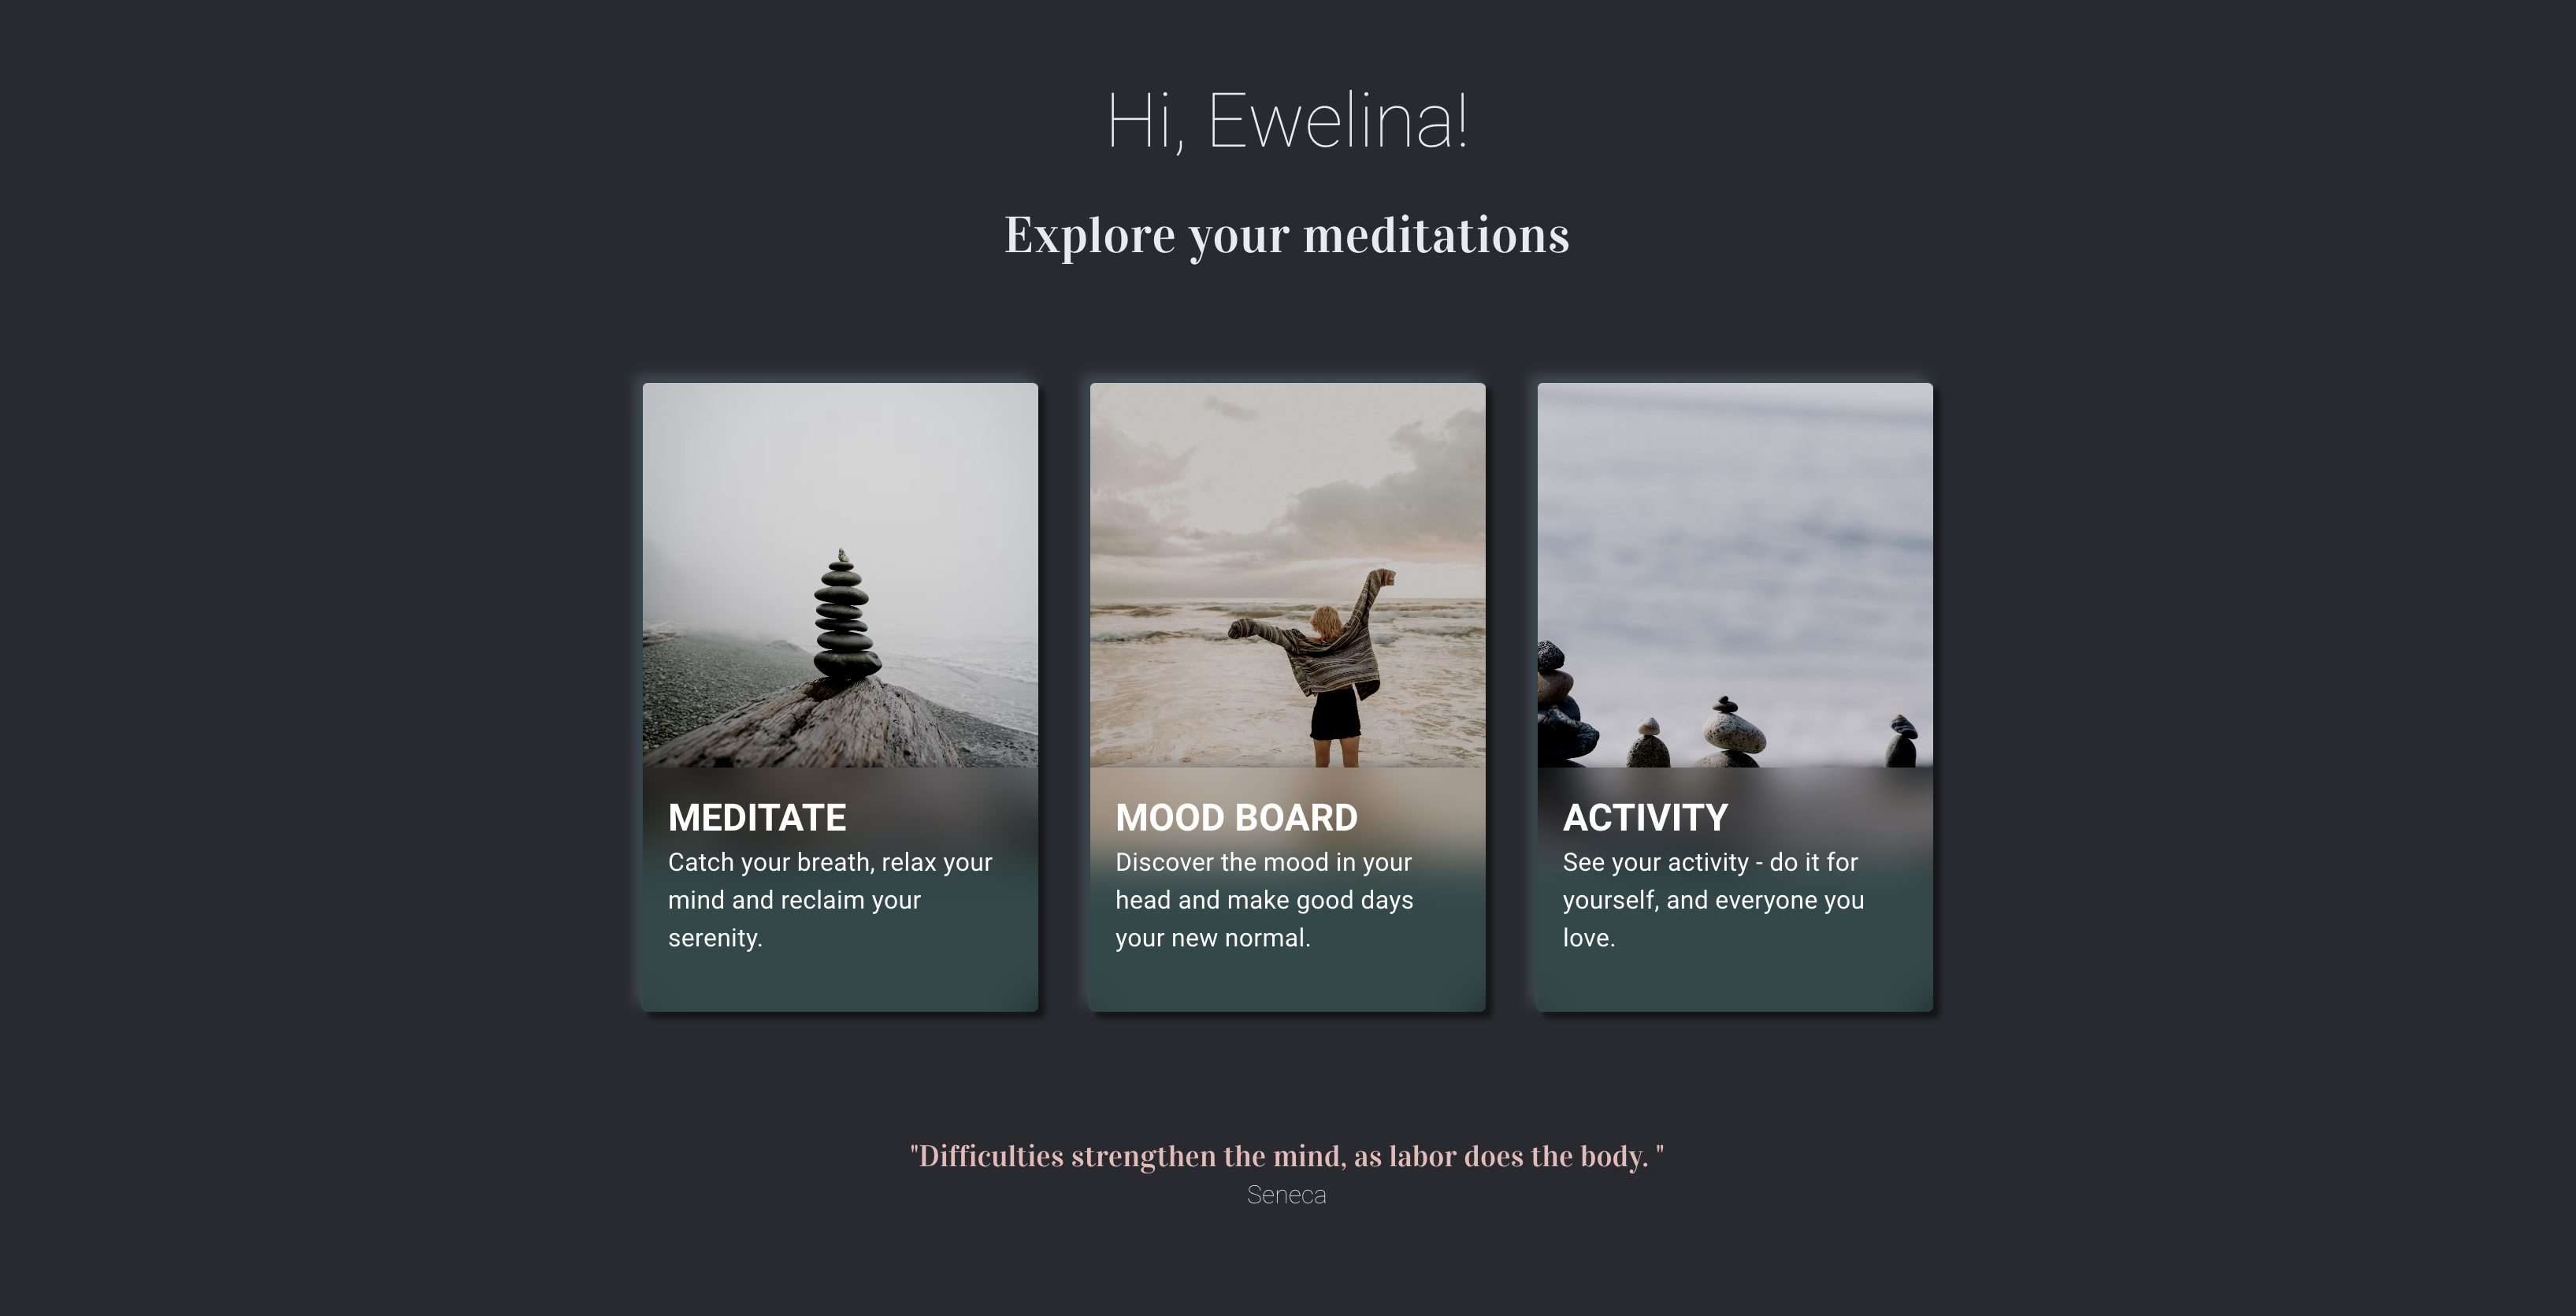 Hi, Ewelina!
Explore your meditations
MEDITATE
Catch your breath, relax your
mind and reclaim your
serenity.
MOOD BOARD
Discover the mood in your
head and make good days
your new normal.
ACTIVITY
See your activity - do it for
yourself, and everyone you
love.
"Difficulties strengthen the mind, as labor does the body. "
Seneca